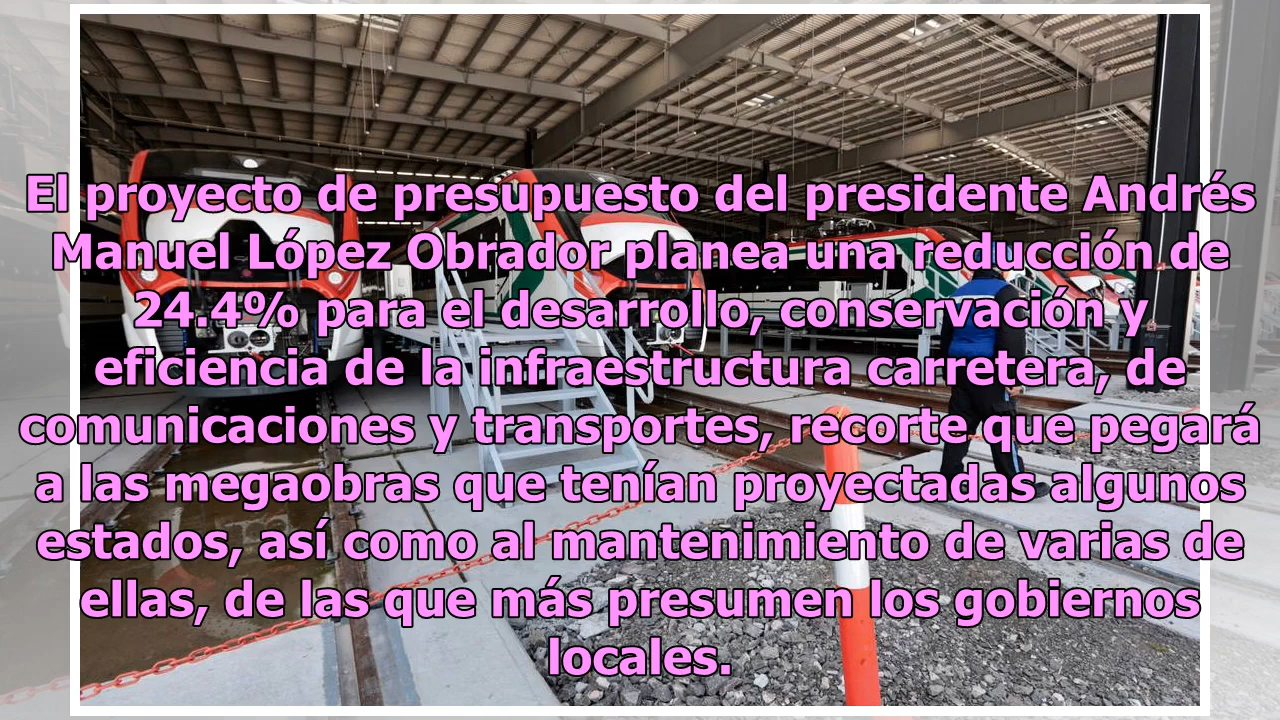 El proyecto de presupuesto del presidente Andrés
Manuel López Obrador planea una reducción de
24.4% para el desarrollo, conservación y
eficiencia de la infraestructura carretera, de
comunicaciones y transportes, recorte que pegará
a las megaobras que tenían proyectadas algunos
estados, así como al mantenimiento de varias de
ellas, de las que más presumen los gobiernos
locales.